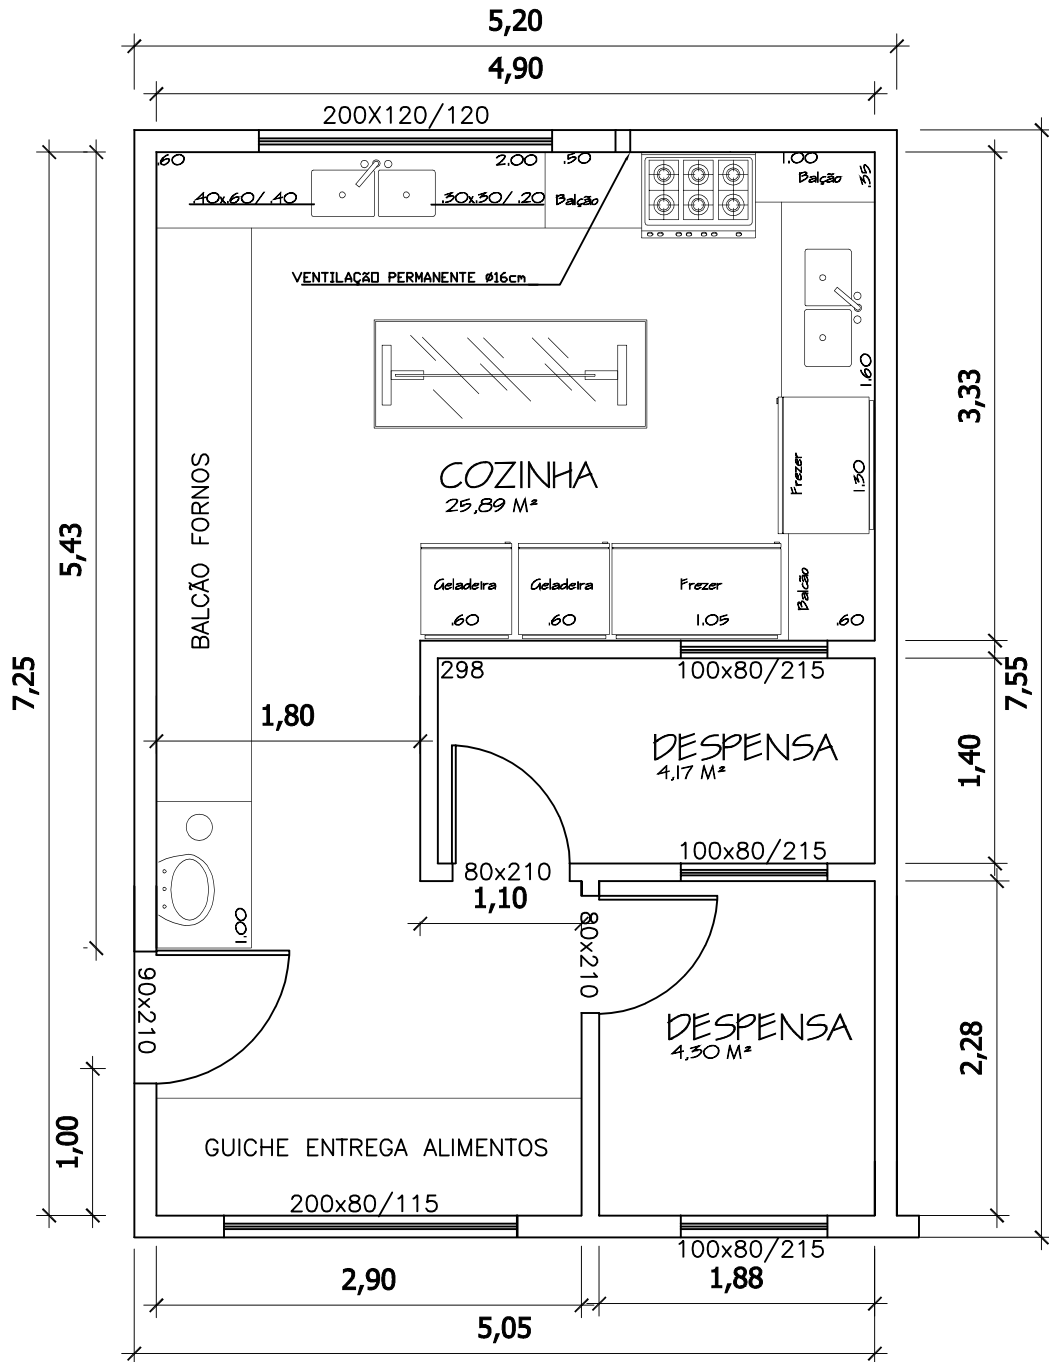 5,20
4,90
200X120/120
.60
2.00
.50
1.00
Balção
.35
.40x.60/ .40
.30x.30/ .20
Balção
VENTILAÇÃO PERMANENTE Ø16cm
1.60
3,33
COZINHA
25,89 M²
BALCÃO FORNOS
Frezer
1.30
5,43
Geladeira
.60
Geladeira
.60
Frezer
1.05
Balcão
.60
7,25
7,55
298
100x80/215
1,80
DESPENSA
4,17 M²
1,40
100x80/215
80x210
1,10
1.00
80x210
90x210
DESPENSA
4,30 M²
2,28
1,00
GUICHE ENTREGA ALIMENTOS
200x80/115
100x80/215
2,90
1,88
5,05